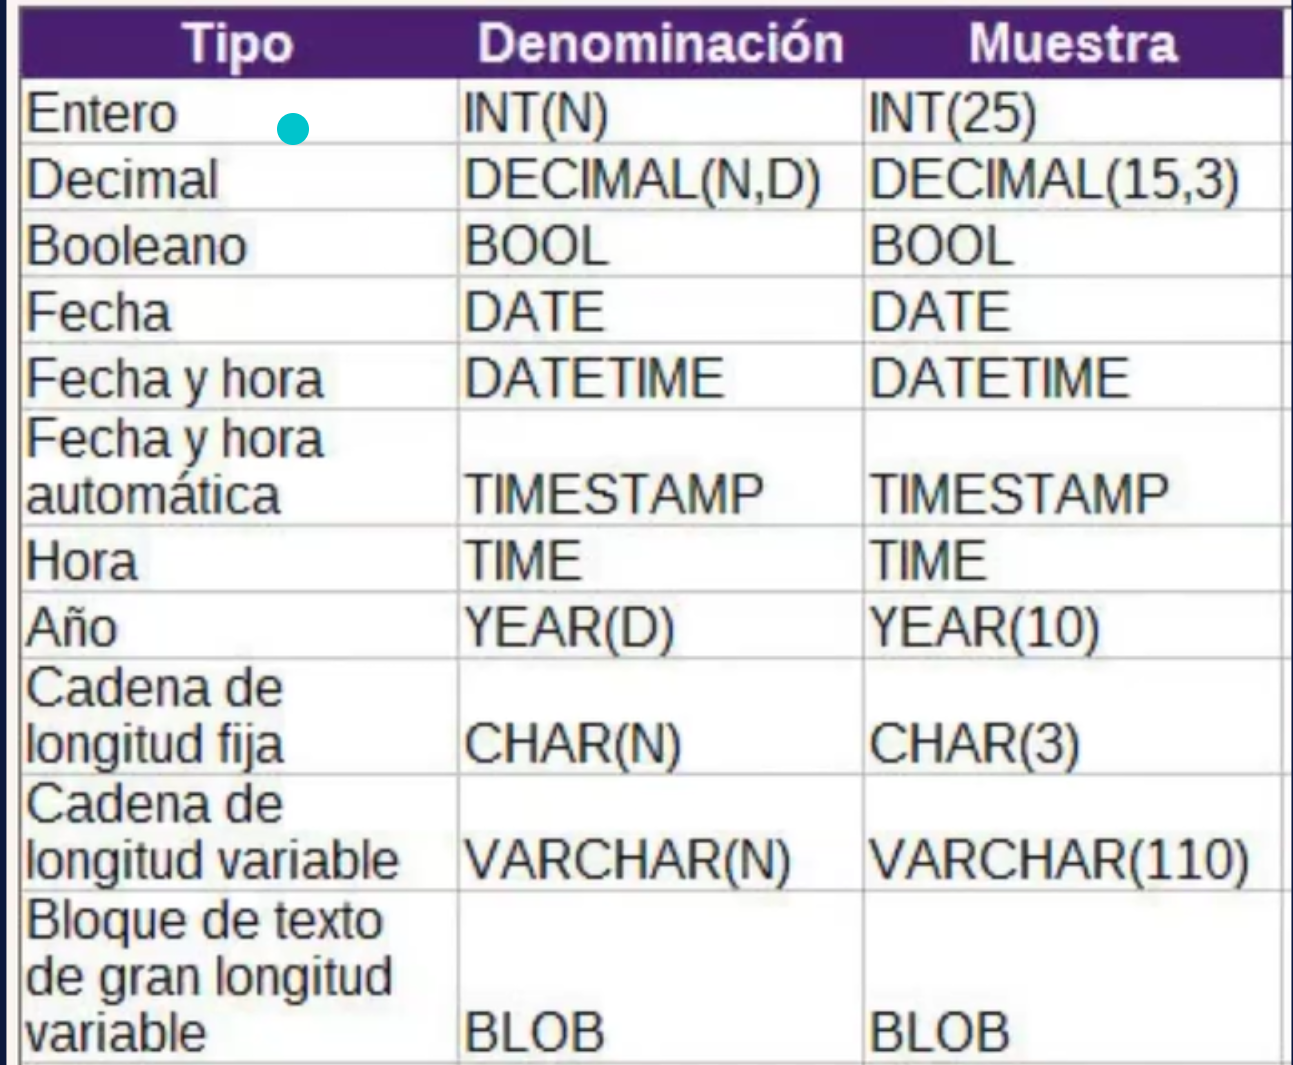 Tipo Denominación Muestra
Entero INT(N) INT(25)
Decimal DECIMAL(N,D) DECIMAL(15,3)
Booleano BOOL BOOL
Fecha DATE DATE
Fecha y hora DATETIME DATETIME
Fecha y hora
automática TIMESTAMP TIMESTAMP
Hora TIME TIME
Año YEAR(D) YEAR(10)
Cadena de
longitud fija CHAR(N) CHAR(3)
Cadena de
longitud variable VARCHAR(N) VARCHAR(110)
Bloque de texto
de gran longitud
variable BLOB BLOB